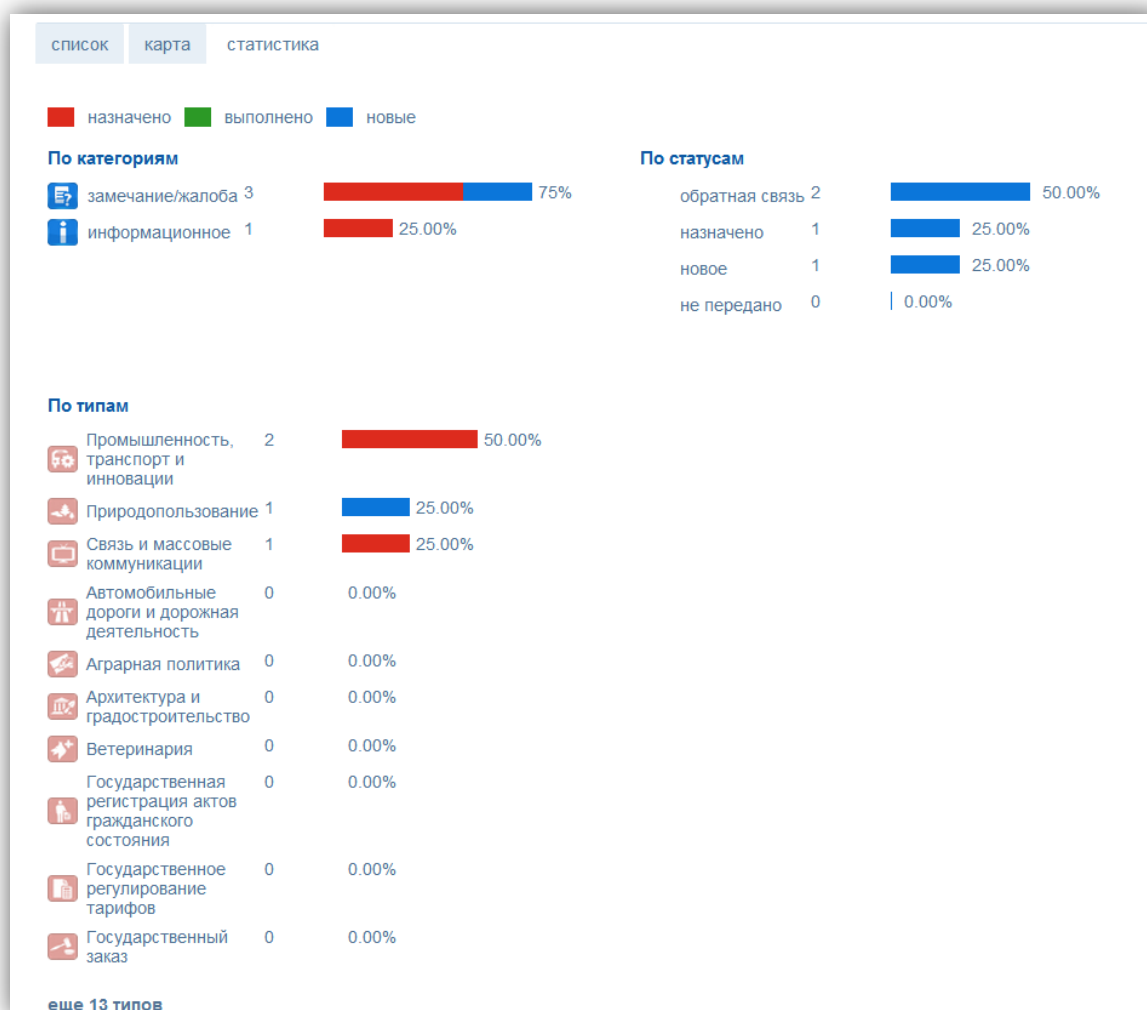 список карта статистика
назначено выполнено новые
По категориям
замечание/жалоба 3 75%
информационное 1 25.00%
По статусам
обратная связь 2 50.00%
назначено 1 25.00%
новое 1 25.00%
не передано 0 0.00%
По типам
Промышленность, 2 50.00%
транспорт и
инновации
Природопользование 1 25.00%
Связь и массовые 1 25.00%
коммуникации
Автомобильные 0 0.00%
дороги и дорожная
деятельность
Аграрная политика 0 0.00%
Архитектура и 0 0.00%
градостроительство
Ветеринария 0 0.00%
Государственная 0 0.00%
регистрация актов
гражданского
состояния
Государственное 0 0.00%
регулирование
тарифов
Государственный 0 0.00%
заказ
еще 13 типов